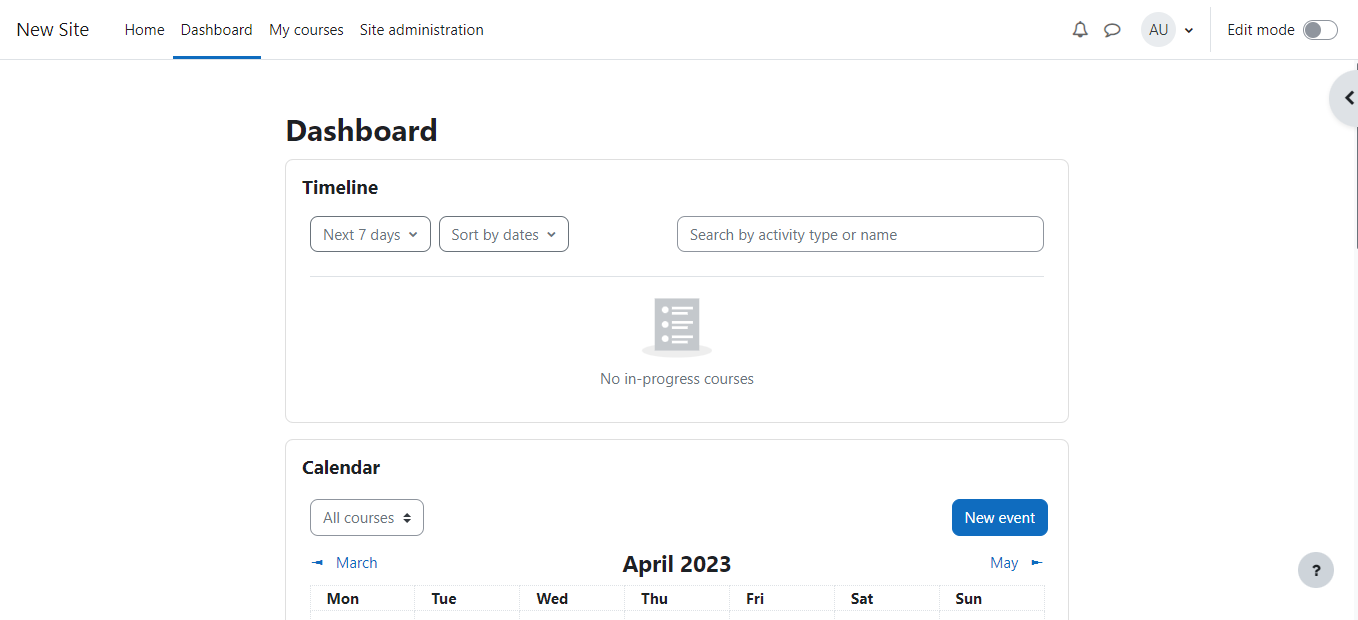 New Site Home Dashboard My courses Site administration AU Edit mode
Dashboard
Timeline
Next 7 days Sort by dates Search by activity type or name
No in-progress courses
Calendar
All courses New event
March April 2023 May
?
Mon Tue Wed Thu Fri Sat Sun